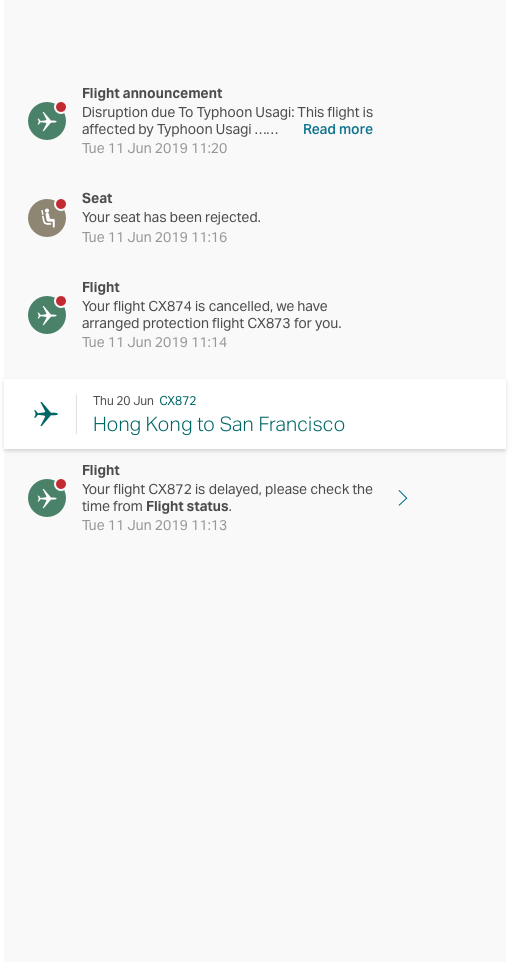 Flight announcement
Disruption due To Typhoon Usagi: This flight is
affected by Typhoon Usagi ...... Read more
Tue 11 Jun 2019 11:20
Seat
Your seat has been rejected.
Tue 11 Jun 2019 11:16
Flight
Your flight CX874 is cancelled, we have
arranged protection flight CX873 for you.
Tue 11 Jun 2019 11:14
Thu 20 Jun CX872
Hong Kong to San Francisco
Flight
Your flight CX872 is delayed, please check the
time from Flight status.
Tue 11 Jun 2019 11:13